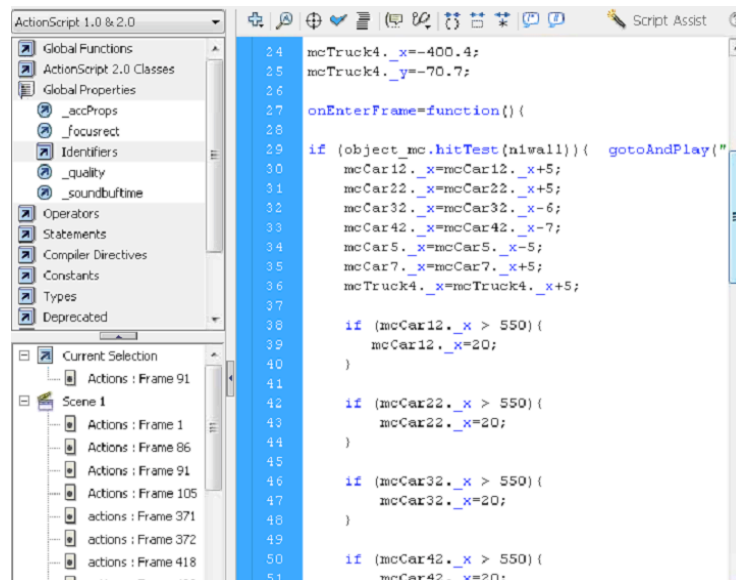 ActionScript 1.0 & 2.0
Global Functions
ActionScript 2.0 Classes
Global Properties
_accProps
_focusrect
Identifiers
_quality
_soundbuftime
Operators
Statements
Compiler Directives
Constants
Types
Deprecated
Current Selection
Actions : Frame 91
Scene 1
Actions : Frame 1
Actions : Frame 86
Actions : Frame 91
Actions : Frame 105
actions : Frame 371
actions : Frame 372
actions : Frame 418
Script Assist
24 mcTruck4._x=-400.4;
25 mcTruck4._y=-70.7;
26
27 onEnterFrame=function(){
28
29 if (object_mc.hitTest(n1wall)){ gotoAndPlay("
30 mcCar12._x=mcCar12._x+5;
31 mcCar22._x=mcCar22._x+5;
32 mcCar32._x=mcCar32._x-6;
33 mcCar42._x=mcCar42._x-7;
34 mcCar5._x=mcCar5._x-5;
35 mcCar7._x=mcCar7._x+5;
36 mcTruck4._x=mcTruck4._x+5;
37
38 if (mcCar12._x > 550){
39 mcCar12._x=20;
40 }
41
42 if (mcCar22._x > 550){
43 mcCar22._x=20;
44 }
45
46 if (mcCar32._x > 550){
47 mcCar32._x=20;
48 }
49
50 if (mcCar42._x > 550){
51 mcCar42._x=20;